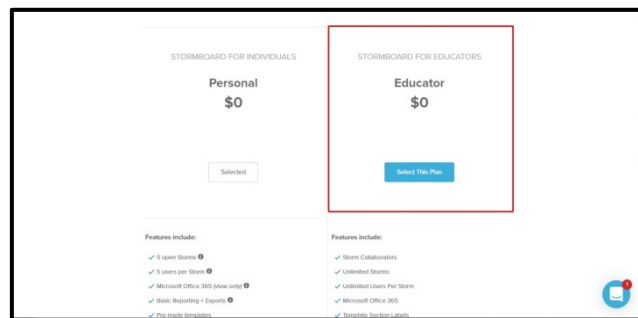 STORMBOARD FOR INDIVIDUALS
Personal
$0
Selected
Features include:
5 open Storms
5 users per Storm
Microsoft Office 365 (view only)
Basic Reporting + Exports
Pre-made templates
STORMBOARD FOR EDUCATORS
Educator
$0
Select This Plan
Features include:
Storm Collaborators
Unlimited Storms
Unlimited Users Per Storm
Microsoft Office 365
Template Section Labels
1